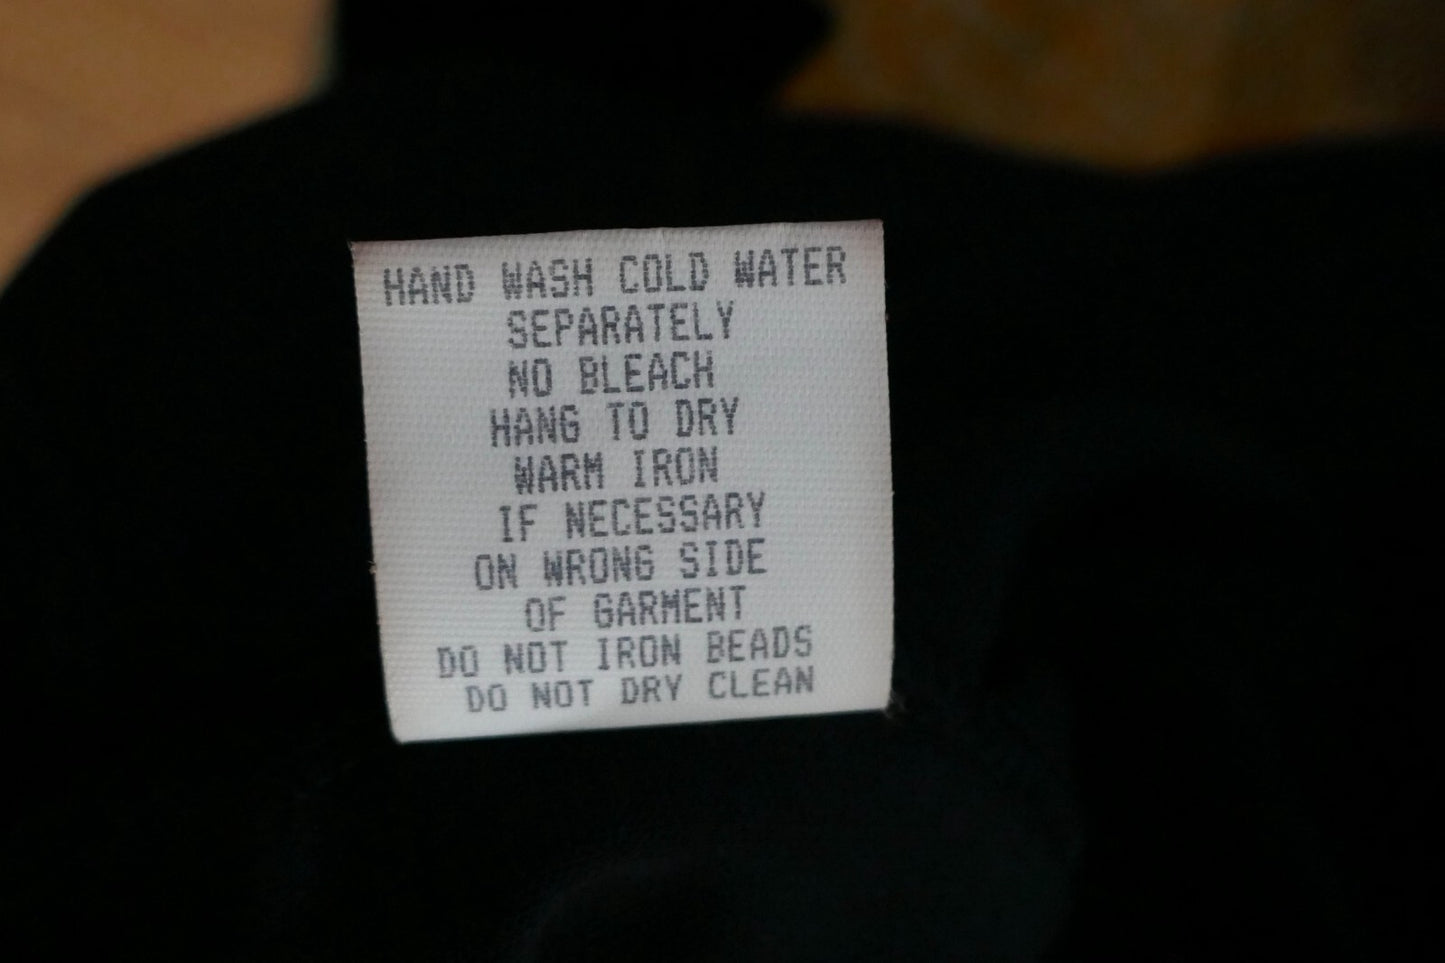 HAND WASH COLD WATER
SEPARATELY
NO BLEACH
HANG TO DRY
WARM IRON
IF NECESSARY
ON WRONG SIDE
OF GARMENT
DO NOT IRON BEADS
DO NOT DRY CLEAN